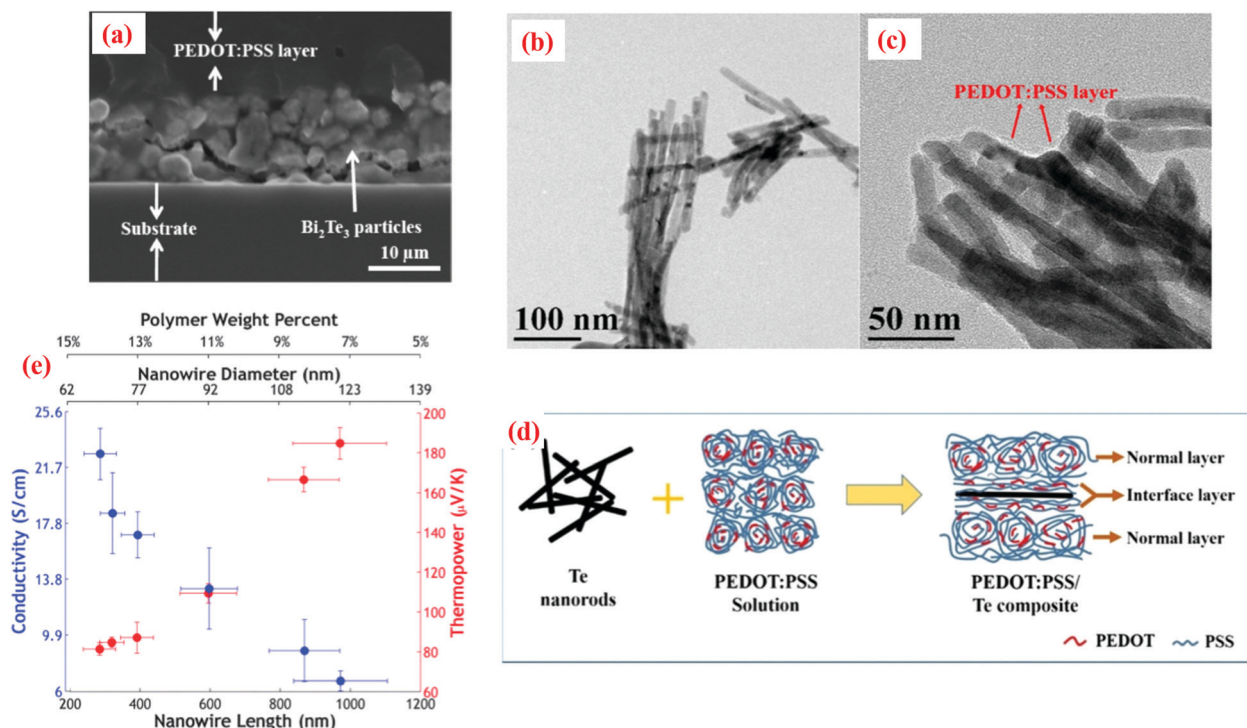 (a)
PEDOT:PSS layer
Substrate
Bi₂Te₃ particles
10 µm
(b)
100 nm
(c)
PEDOT:PSS layer
50 nm
(e)
Polymer Weight Percent
15% 13% 11% 9% 7% 5%
Nanowire Diameter (nm)
62 77 92 108 123 139
Conductivity (S/cm)
25.6
21.7
17.8
13.8
9.9
6
Thermopower (µV/K)
200
180
160
140
120
100
80
60
200 400 600 800 1000 1200
Nanowire Length (nm)
(d)
Te
nanorods
+
PEDOT:PSS
Solution
Normal layer
Interface layer
Normal layer
PEDOT:PSS/
Te composite
PEDOT PSS